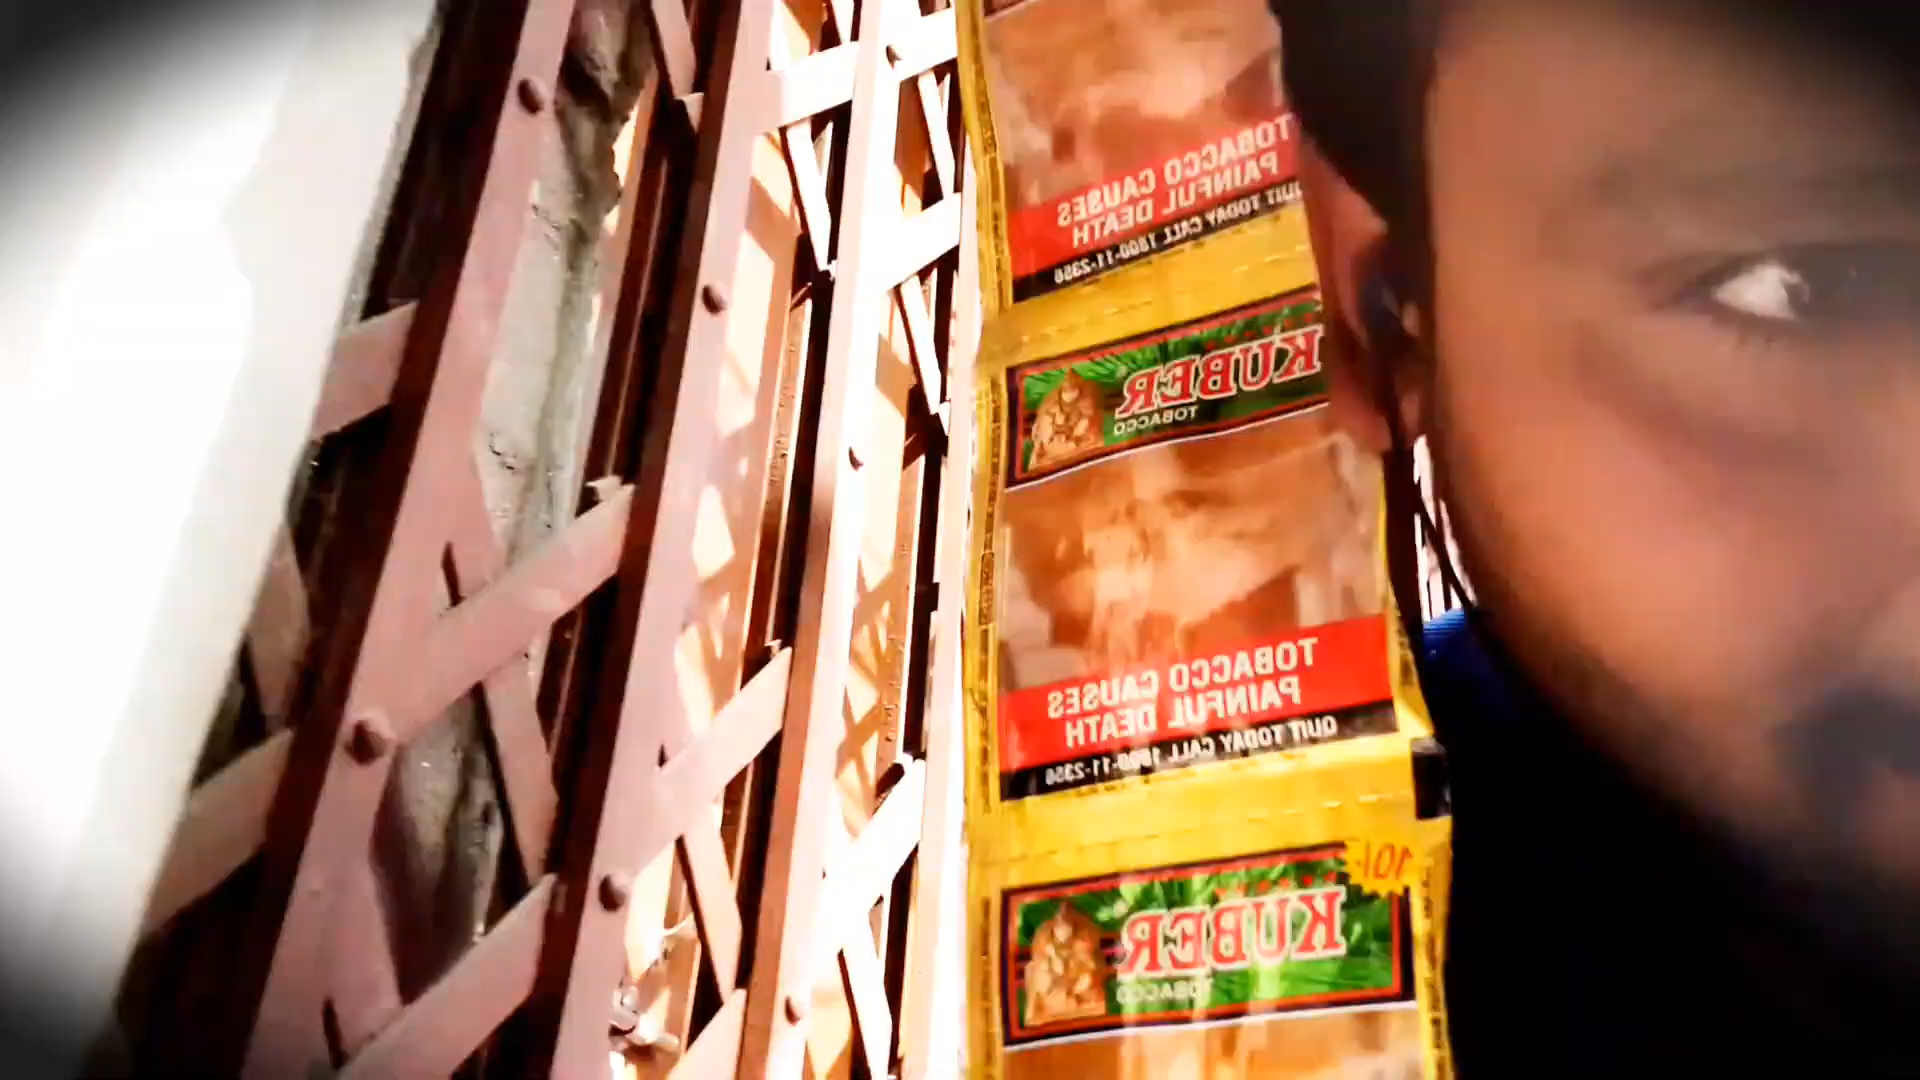 TOBACCO CAUSES
PAINFUL DEATH
QUIT TODAY CALL 1800-11-2356
KUBER
TOBACCO
TOBACCO CAUSES
PAINFUL DEATH
QUIT TODAY CALL 1800-11-2356
10/-
KUBER
TOBACCO